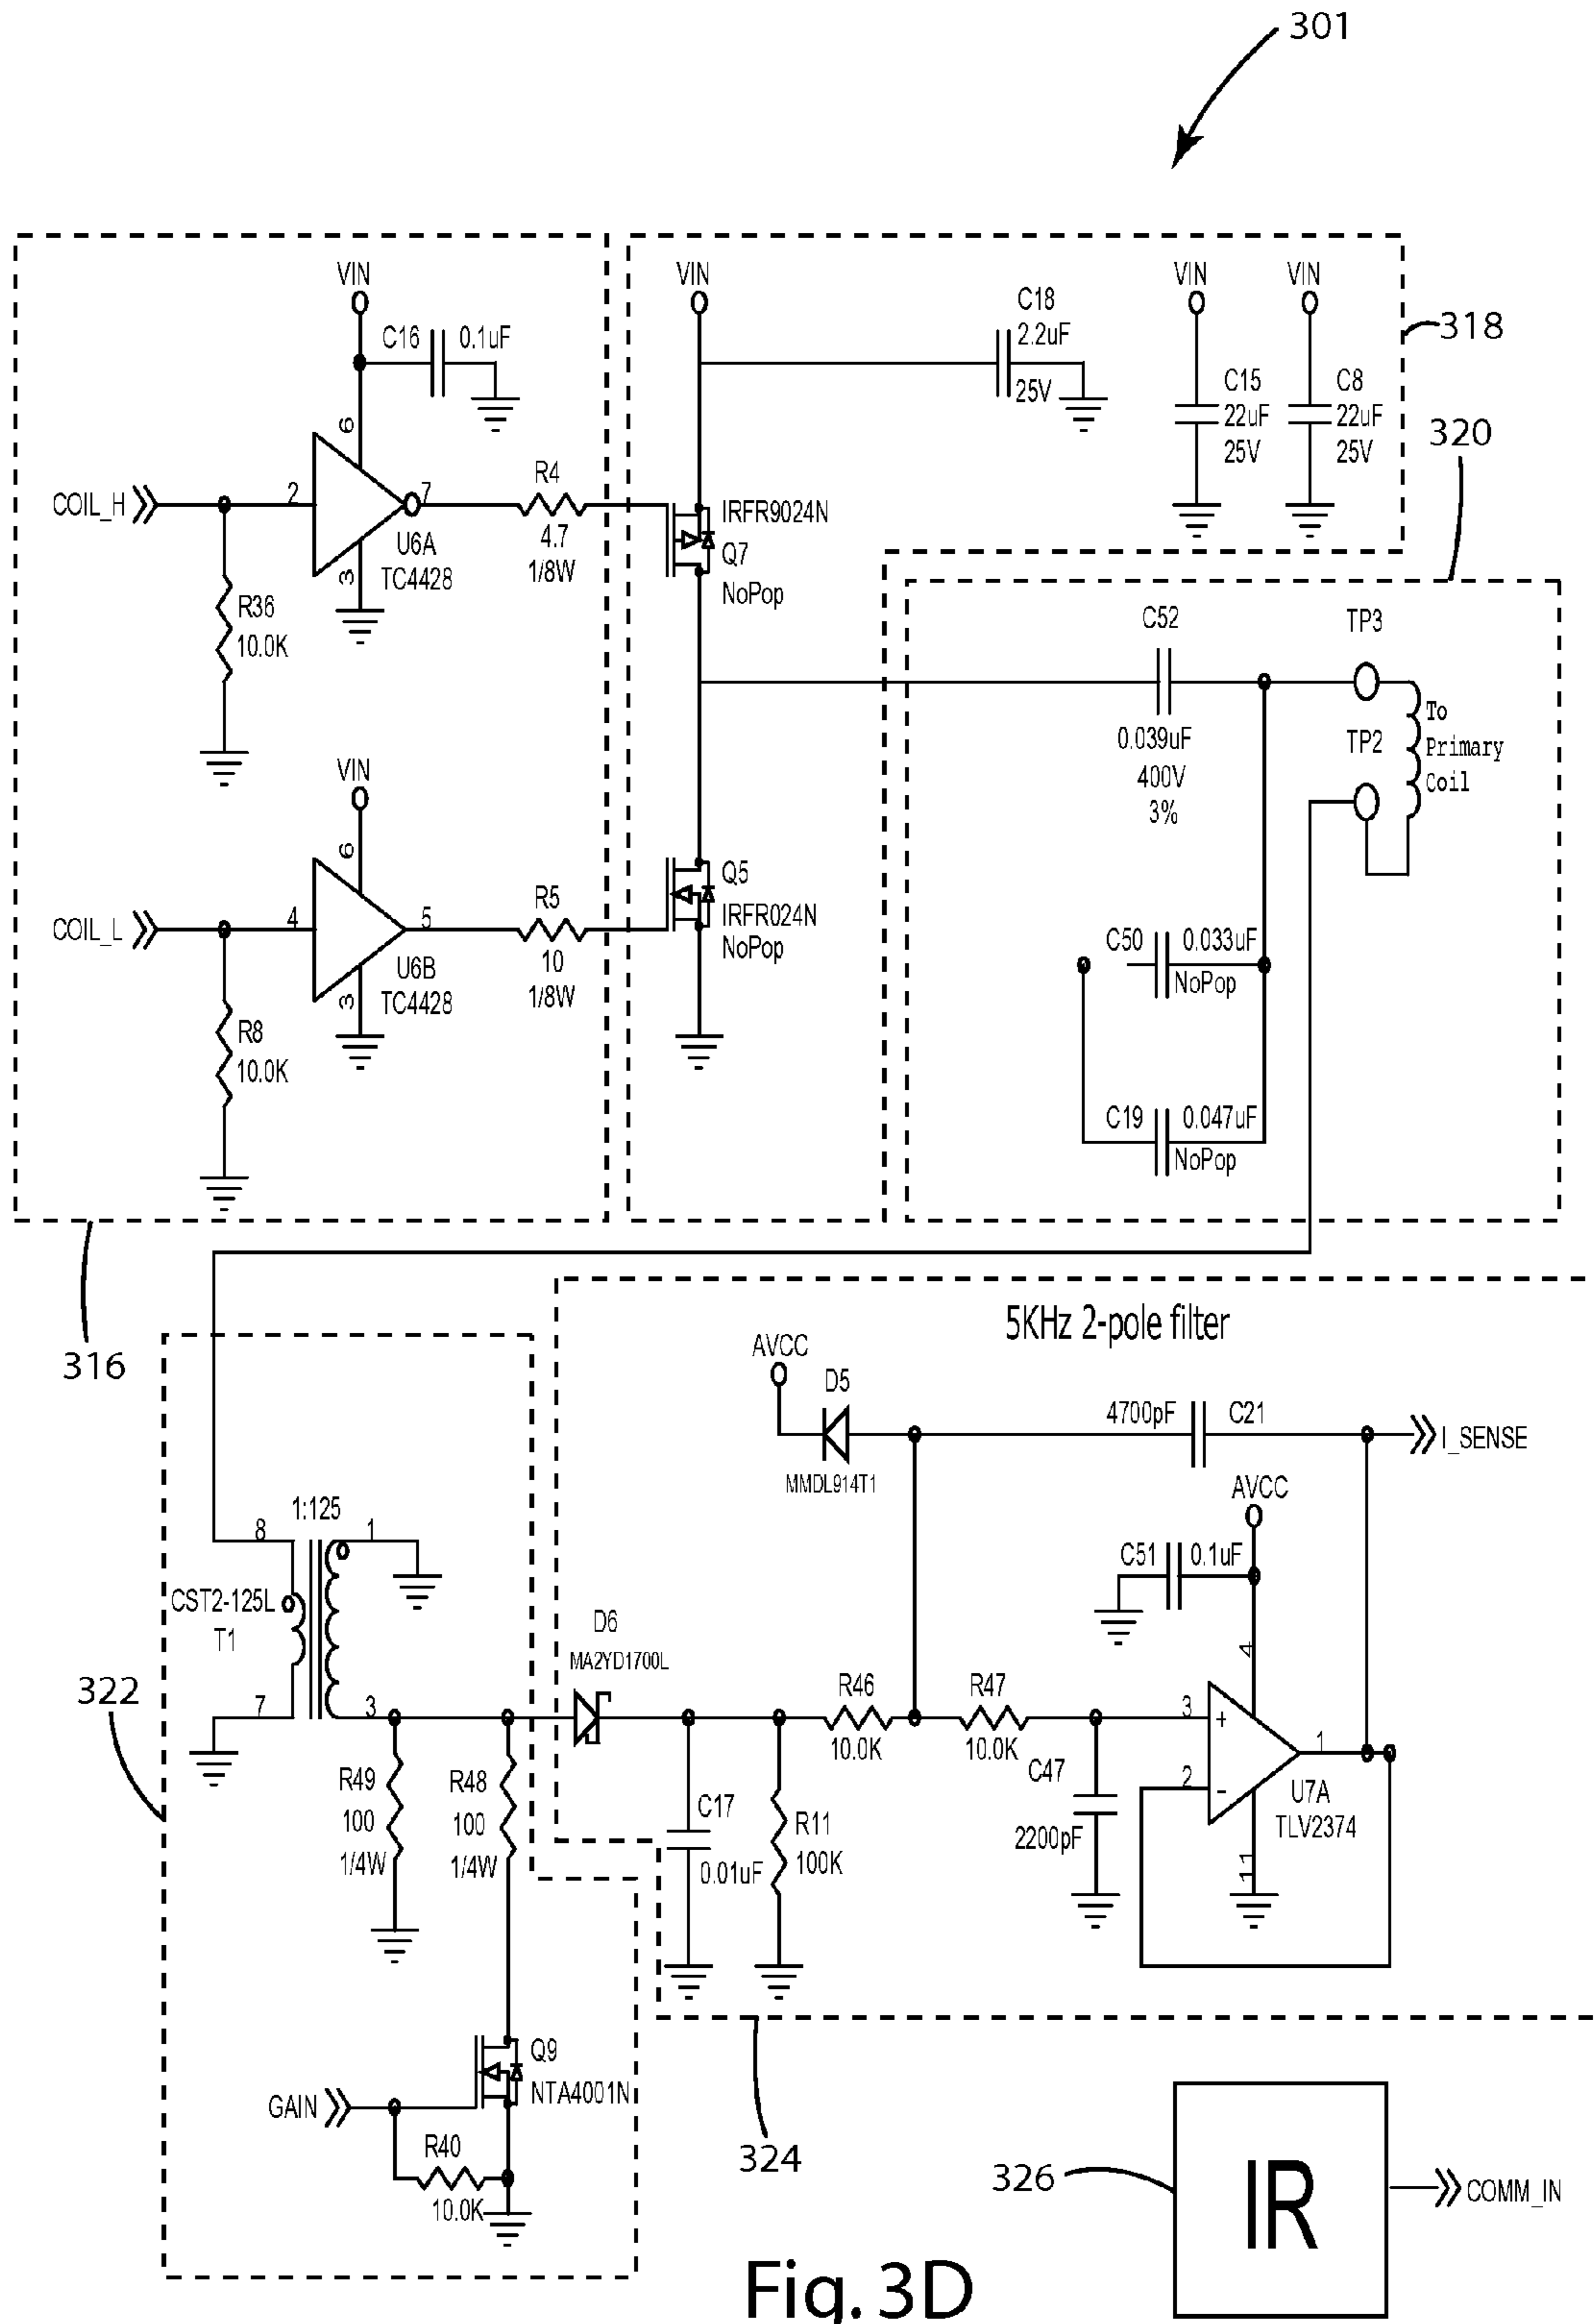 301
VIN
C16 0.1uF
6
COIL_H
2
7
U6A
TC4428
3
R36
10.0K
R4
4.7
1/8W
VIN
C18
2.2uF
25V
VIN
C15
22uF
25V
VIN
C8
22uF
25V
318
320
IRFR9024N
Q7
NoPop
C52
0.039uF
400V
3%
TP3
TP2
To
Primary
Coil
VIN
6
COIL_L
4
5
U6B
TC4428
3
R8
10.0K
R5
10
1/8W
Q5
IRFR024N
NoPop
C50 0.033uF
NoPop
C19 0.047uF
NoPop
316
5KHz 2-pole filter
AVCC
D5
MMDL914T1
4700pF C21
I_SENSE
AVCC
C51 0.1uF
4
1:125
8
1
CST2-125L
T1
7
3
322
D6
MA2YD1700L
R46
10.0K
R47
10.0K
3
+
2
-
1
U7A
TLV2374
11
C47
2200pF
R49
100
1/4W
R48
100
1/4W
C17
0.01uF
R11
100K
Q9
NTA4001N
GAIN
R40
10.0K
324
326
IR
COMM_IN
Fig. 3D